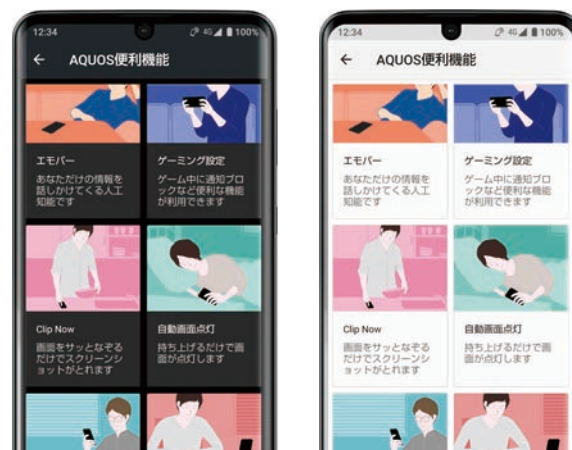 12:34 4G 100%
← AQUOS便利機能
エモパー
あなただけの情報を
話しかけてくる人工
知能です
ゲーミング設定
ゲーム中に通知ブロ
ックなど便利な機能
が利用できます
Clip Now
画面をサッとなぞる
だけでスクリーンシ
ョットがとれます
自動画面点灯
持ち上げるだけで画
面が点灯します
12:34 4G 100%
← AQUOS便利機能
エモパー
あなただけの情報を
話しかけてくる人工
知能です
ゲーミング設定
ゲーム中に通知ブロ
ックなど便利な機能
が利用できます
Clip Now
画面をサッとなぞる
だけでスクリーンシ
ョットがとれます
自動画面点灯
持ち上げるだけで画
面が点灯します